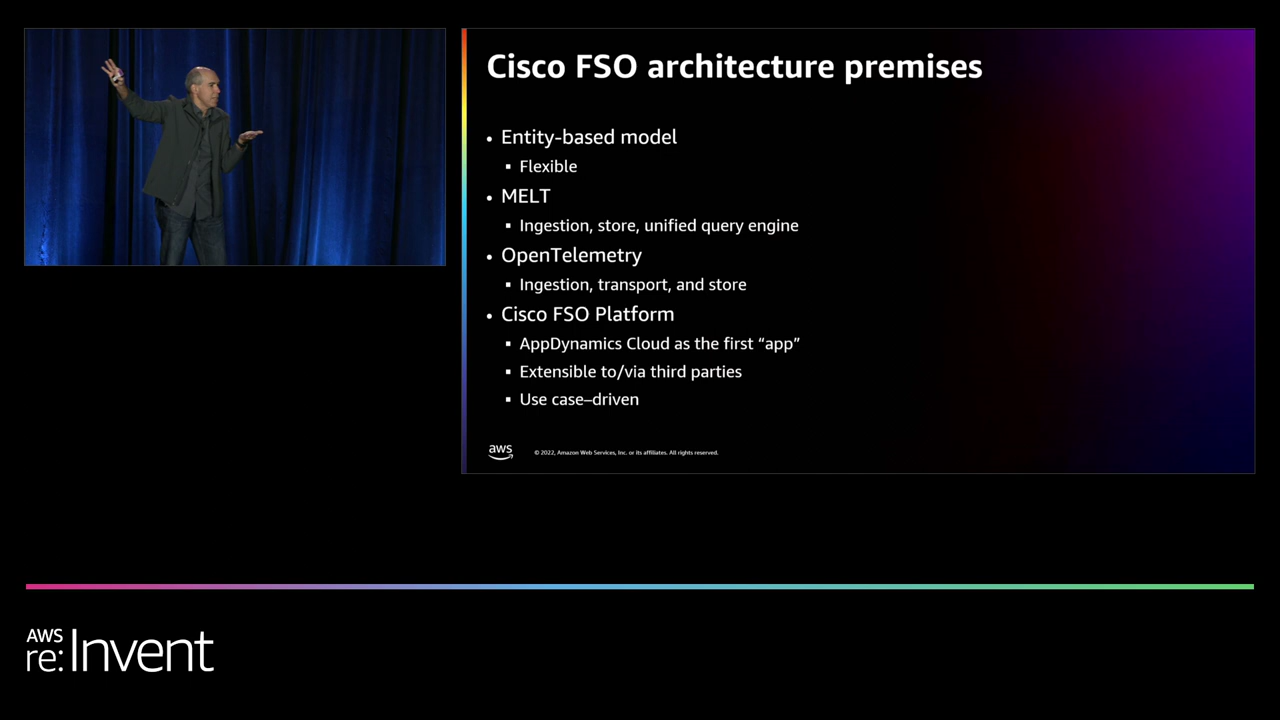 Cisco FSO architecture premises
• Entity-based model
▪ Flexible
• MELT
▪ Ingestion, store, unified query engine
• OpenTelemetry
▪ Ingestion, transport, and store
• Cisco FSO Platform
▪ AppDynamics Cloud as the first “app”
▪ Extensible to/via third parties
▪ Use case–driven
aws
© 2022, Amazon Web Services, Inc. or its affiliates. All rights reserved.
AWS
re:Invent